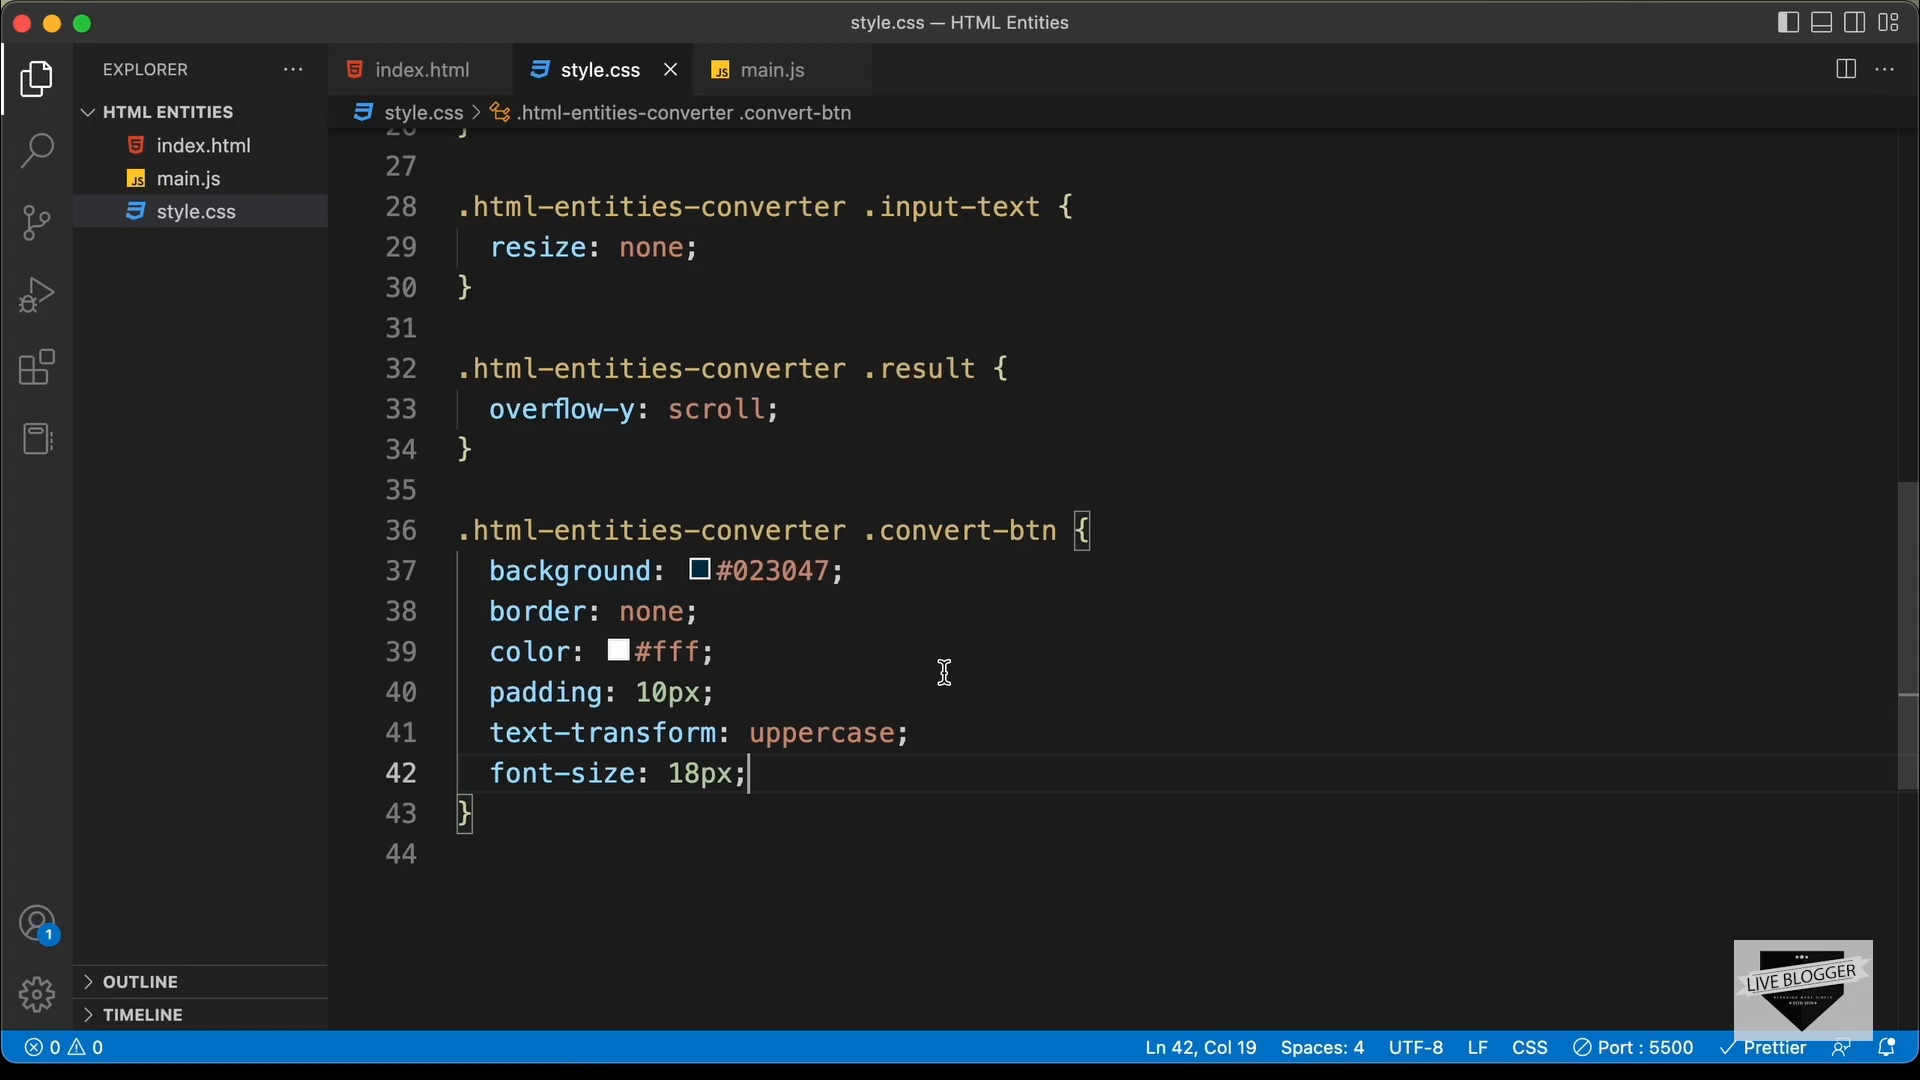 style.css — HTML Entities
EXPLORER
index.html
style.css
main.js
HTML ENTITIES
index.html
main.js
style.css
style.css > .html-entities-converter .convert-btn
26 }
27
28 .html-entities-converter .input-text {
29 resize: none;
30 }
31
32 .html-entities-converter .result {
33 overflow-y: scroll;
34 }
35
36 .html-entities-converter .convert-btn {
37 background: #023047;
38 border: none;
39 color: #fff;
40 padding: 10px;
41 text-transform: uppercase;
42 font-size: 18px;
43 }
44
1
OUTLINE
TIMELINE
LIVE BLOGGER
0 0
Ln 42, Col 19 Spaces: 4 UTF-8 LF CSS Port : 5500 Prettier